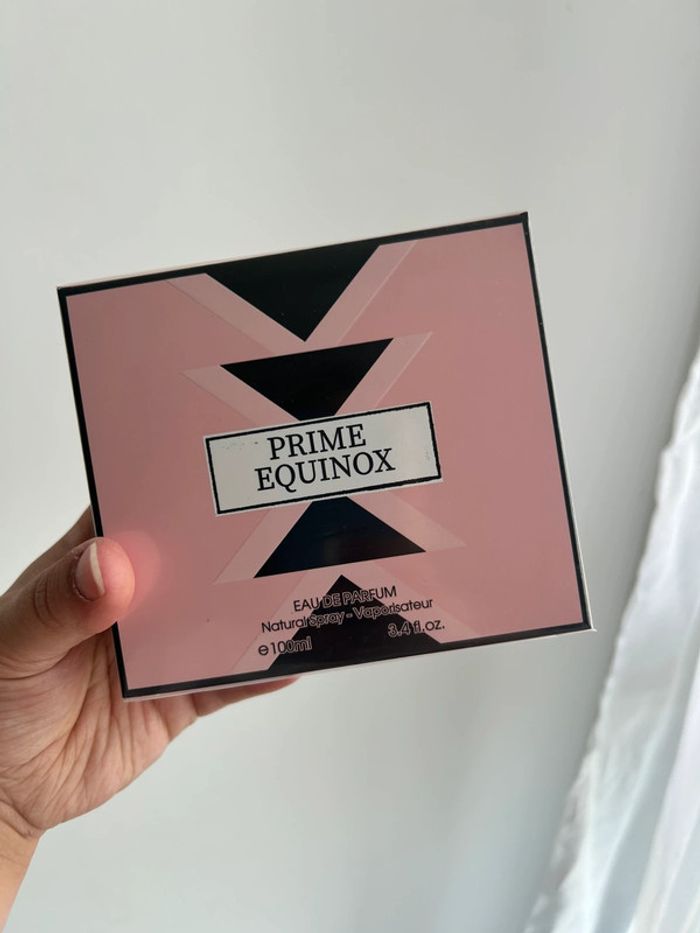 PRIME
EQUINOX
EAU DE PARFUM
Natural Spray - Vaporisateur
℮100ml 3.4 fl.oz.